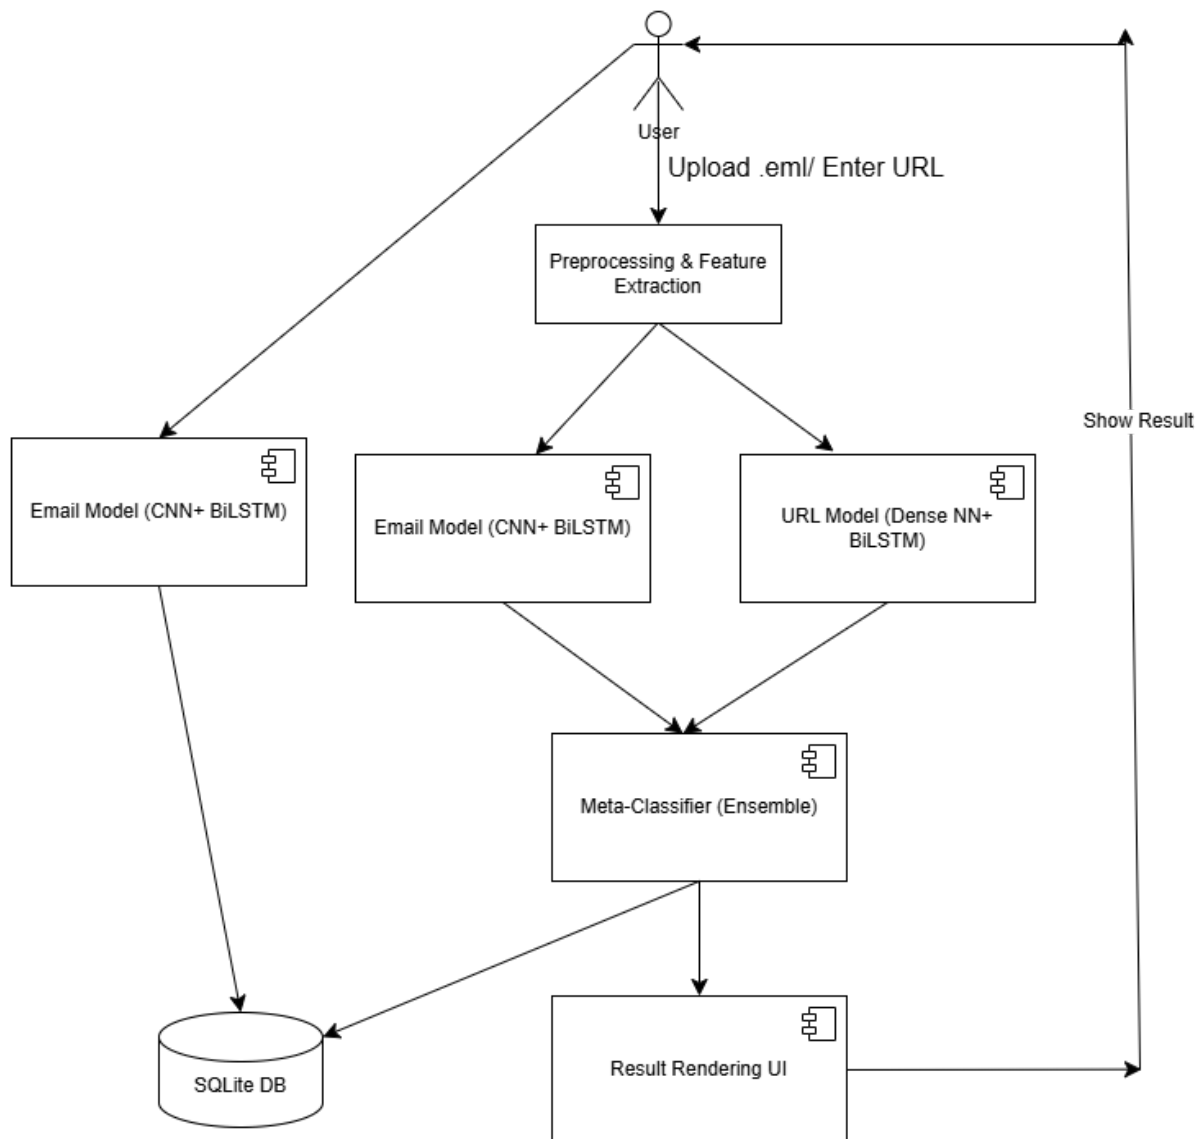 User
Upload .eml/ Enter URL
Preprocessing & Feature
Extraction
Show Result
Email Model (CNN+ BiLSTM)
Email Model (CNN+ BiLSTM)
URL Model (Dense NN+
BiLSTM)
Meta-Classifier (Ensemble)
Result Rendering UI
SQLite DB